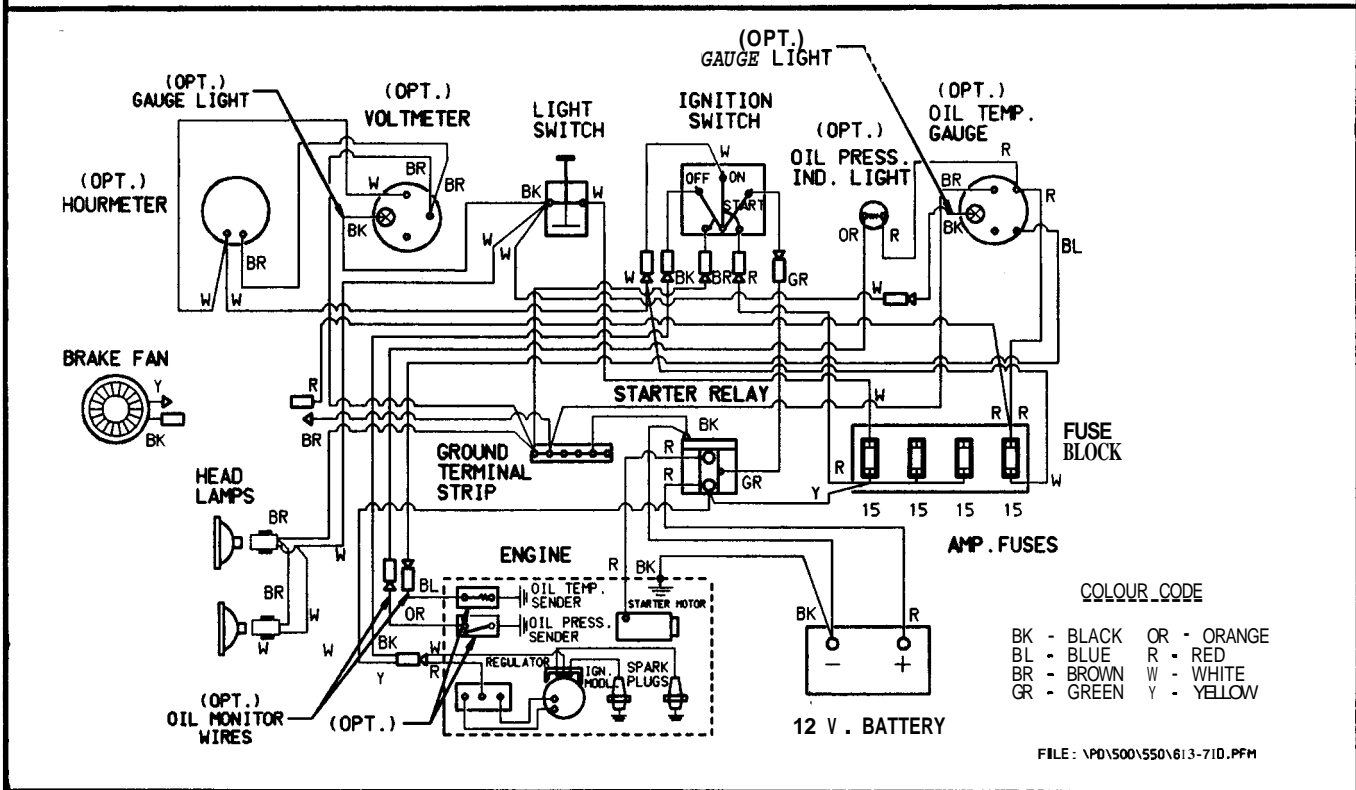 (OPT.)
GAUGE LIGHT
(OPT.)
GAUGE LIGHT
(OPT.)
VOLTMETER
LIGHT
SWITCH
IGNITION
SWITCH
(OPT.)
OIL PRESS.
IND. LIGHT
(OPT.)
OIL TEMP.
GAUGE
(OPT.)
HOURMETER
W
BR
BR
BK
BR
W
W
BK
W
W
W
W
OFF
ON
START
W
BK
BR
R
GR
OR
R
W
BR
BK
R
R
BL
BRAKE FAN
Y
BK
R
BR
STARTER RELAY
GROUND
TERMINAL
STRIP
BK
R
R
GR
Y
W
R
R
R
W
FUSE
BLOCK
15
15
15
15
AMP. FUSES
HEAD
LAMPS
BR
W
BR
W
W
W
ENGINE
BL
OR
BK
W
Y
R
OIL TEMP.
SENDER
OIL PRESS.
SENDER
R
BK
STARTER MOTOR
REGULATOR
IGN.
MODL
SPARK
PLUGS
(OPT.)
OIL MONITOR
WIRES
(OPT.)
BK
R
12 V. BATTERY
COLOUR CODE
BK - BLACK OR - ORANGE
BL - BLUE R - RED
BR - BROWN W - WHITE
GR - GREEN Y - YELLOW
FILE: \PD\500\550\613-71D.PFM